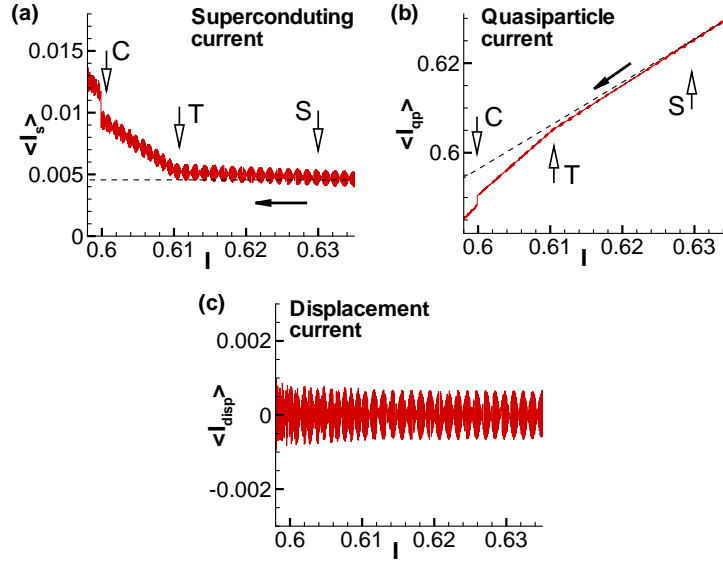 (a)
Superconduting
current
0.015
0.01
0.005
0
<I_s>
C
T
S
0.6
0.61
0.62
0.63
I
(b)
Quasiparticle
current
0.62
0.6
<I_qp>
C
T
S
0.6
0.61
0.62
0.63
I
(c)
Displacement
current
0.002
0
-0.002
<I_disp>
0.6
0.61
0.62
0.63
I